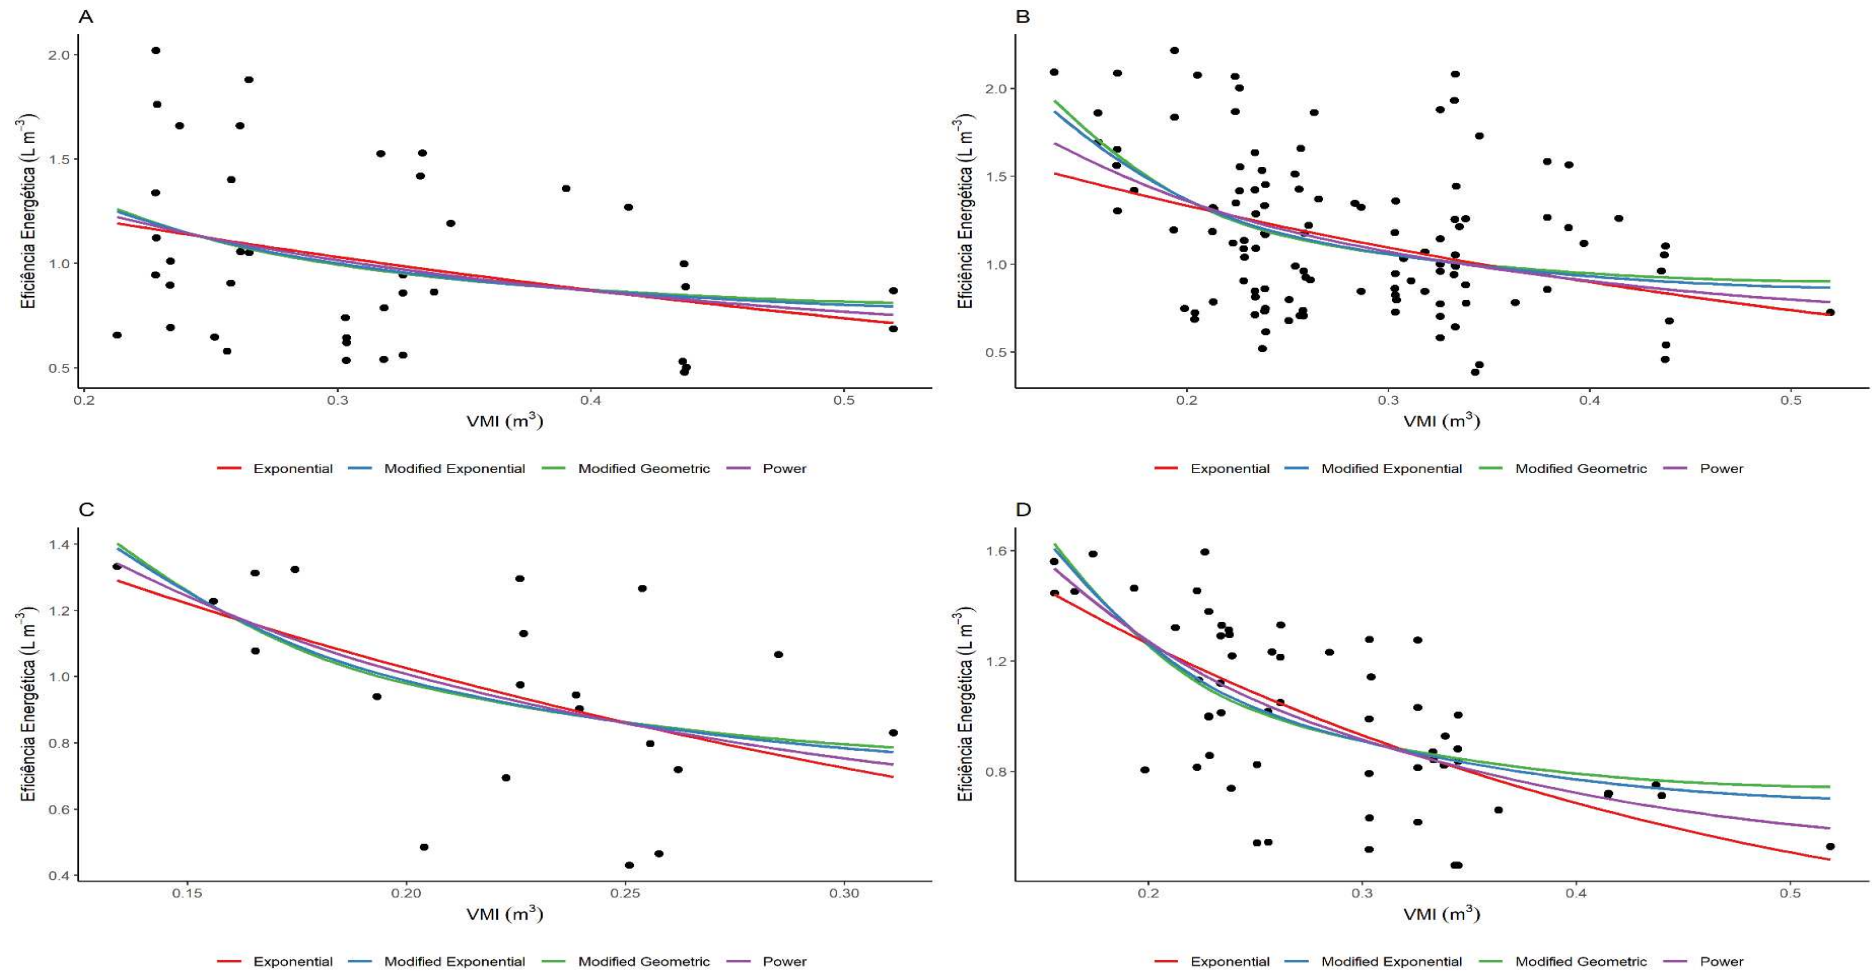 A
Eficiência Energética (L m⁻³)
2.0
1.5
1.0
0.5
0.2 0.3 0.4 0.5
VMI (m³)
Exponential Modified Exponential Modified Geometric Power
B
Eficiência Energética (L m⁻³)
2.0
1.5
1.0
0.5
0.2 0.3 0.4 0.5
VMI (m³)
Exponential Modified Exponential Modified Geometric Power
C
Eficiência Energética (L m⁻³)
1.4
1.2
1.0
0.8
0.6
0.4
0.15 0.20 0.25 0.30
VMI (m³)
Exponential Modified Exponential Modified Geometric Power
D
Eficiência Energética (L m⁻³)
1.6
1.2
0.8
0.2 0.3 0.4 0.5
VMI (m³)
Exponential Modified Exponential Modified Geometric Power